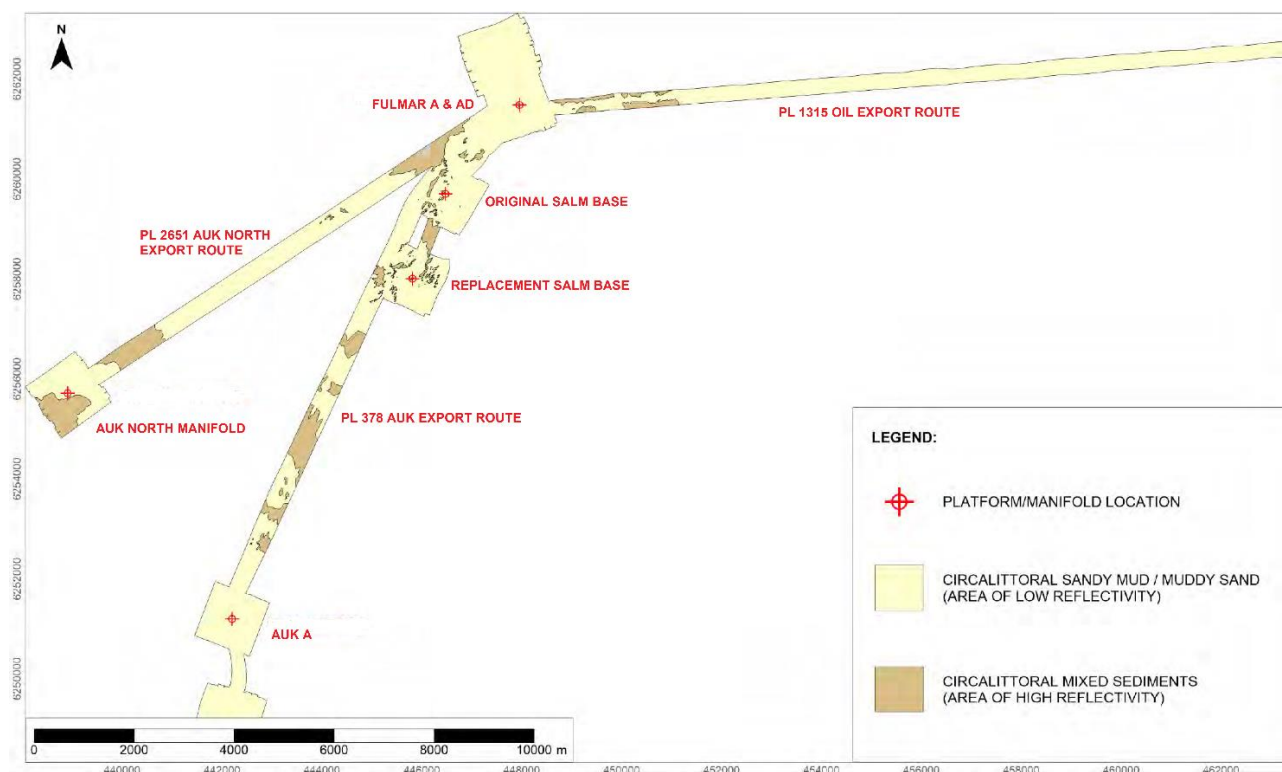 N
6262000
FULMAR A & AD
PL 1315 OIL EXPORT ROUTE
6260000
ORIGINAL SALM BASE
PL 2651 AUK NORTH
EXPORT ROUTE
6258000
REPLACEMENT SALM BASE
6256000
AUK NORTH MANIFOLD
PL 378 AUK EXPORT ROUTE
6254000
6252000
AUK A
6250000
LEGEND:
PLATFORM/MANIFOLD LOCATION
CIRCALITTORAL SANDY MUD / MUDDY SAND
(AREA OF LOW REFLECTIVITY)
CIRCALITTORAL MIXED SEDIMENTS
(AREA OF HIGH REFLECTIVITY)
0 2000 4000 6000 8000 10000 m
440000 442000 444000 446000 448000 450000 452000 454000 456000 458000 460000 462000